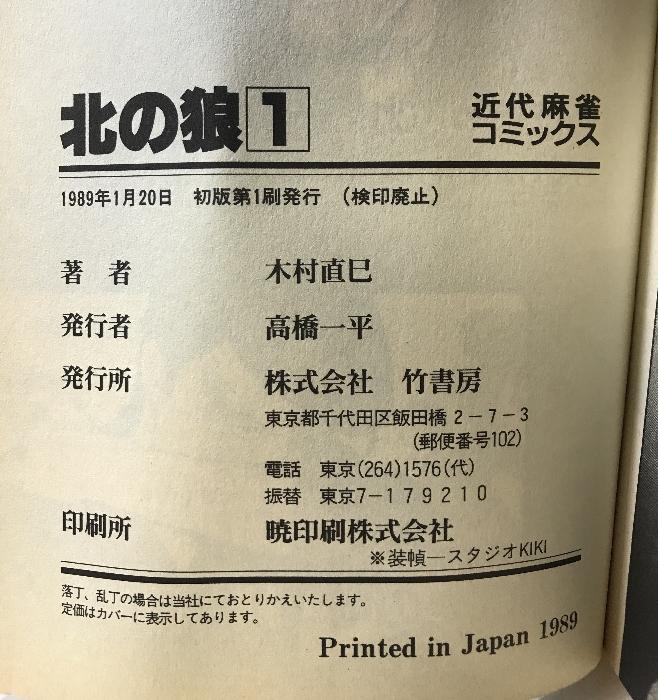 北の狼 1
近代麻雀
コミックス
1989年1月20日 初版第1刷発行 (検印廃止)
著 者 木村直巳
発行者 高橋一平
発行所 株式会社 竹書房
東京都千代田区飯田橋2-7-3
(郵便番号102)
電話 東京(264)1576(代)
振替 東京7-179210
印刷所 暁印刷株式会社
※装幀―スタジオKIKI
落丁、乱丁の場合は当社にておとりかえいたします。
定価はカバーに表示してあります。
Printed in Japan 1989